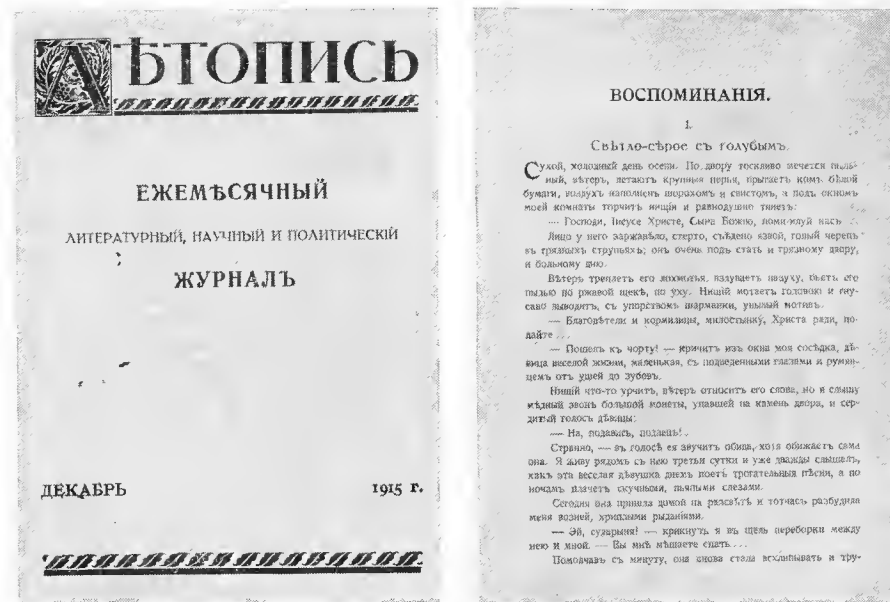 ЛѢТОПИСЬ
ЕЖЕМѢСЯЧНЫЙ
ЛИТЕРАТУРНЫЙ, НАУЧНЫЙ И ПОЛИТИЧЕСКІЙ
ЖУРНАЛЪ
ДЕКАБРЬ 1915 г.
ВОСПОМИНАНІЯ.
1.
Свѣтло-сѣрое съ голубымъ.
Сухой, холодный день осени. По двору тоскливо мечется пыль-
ный, вѣтеръ, летаютъ крупныя перья, прыгаетъ комъ бѣлой
бумаги, воздухъ наполненъ шорохомъ и свистомъ, а подъ окномъ
моей комнаты торчитъ нищій и равнодушно тянетъ:
— Господи, Іисусе Христе, Сыне Божію, помилуй насъ . .
Лицо у него заржавѣло, стерто, съѣдено язвой, голый черепъ
въ грязныхъ струпьяхъ; онъ очень подъ стать и грязному двору,
и больному дню.
Вѣтеръ треплетъ его лохмотья, вздуваетъ пазуху, бьетъ его
пылью по ржавой щекѣ, по уху. Нищій мотаетъ головою и гну-
саво выводитъ, съ упорствомъ шарманки, унылый мотивъ.
— Благодѣтели и кормилицы, милостынку, Христа ради, по-
дайте . . .
— Пошелъ къ чорту! — кричитъ изъ окна моя сосѣдка, дѣ-
вица веселой жизни, маленькая, съ подведенными глазами и румян-
цемъ отъ ушей до зубовъ.
Нищій что-то урчитъ, вѣтеръ относитъ его слова, но я слышу
мѣдный звонъ большой монеты, упавшей на камень двора, и сер-
дитый голосъ дѣвицы:
— На, подавись, подлецъ! .
Странно, — въ голосѣ ея звучитъ обида, хотя обижаетъ сама
она. Я живу рядомъ съ нею третьи сутки и уже дважды слышалъ,
какъ эта веселая дѣвушка днемъ поетъ трогательныя пѣсни, а по
ночамъ плачетъ скучными, пьяными слезами.
Сегодня она пришла домой на разсвѣтѣ и тотчасъ разбудила
меня возней, хриплыми рыданіями.
— Эй, сударыня! — крикнулъ я въ щель переборки между
нею и мной. — Вы мнѣ мѣшаете спать . . .
Помолчавъ съ минуту, она снова стала всхлипывать и тру-